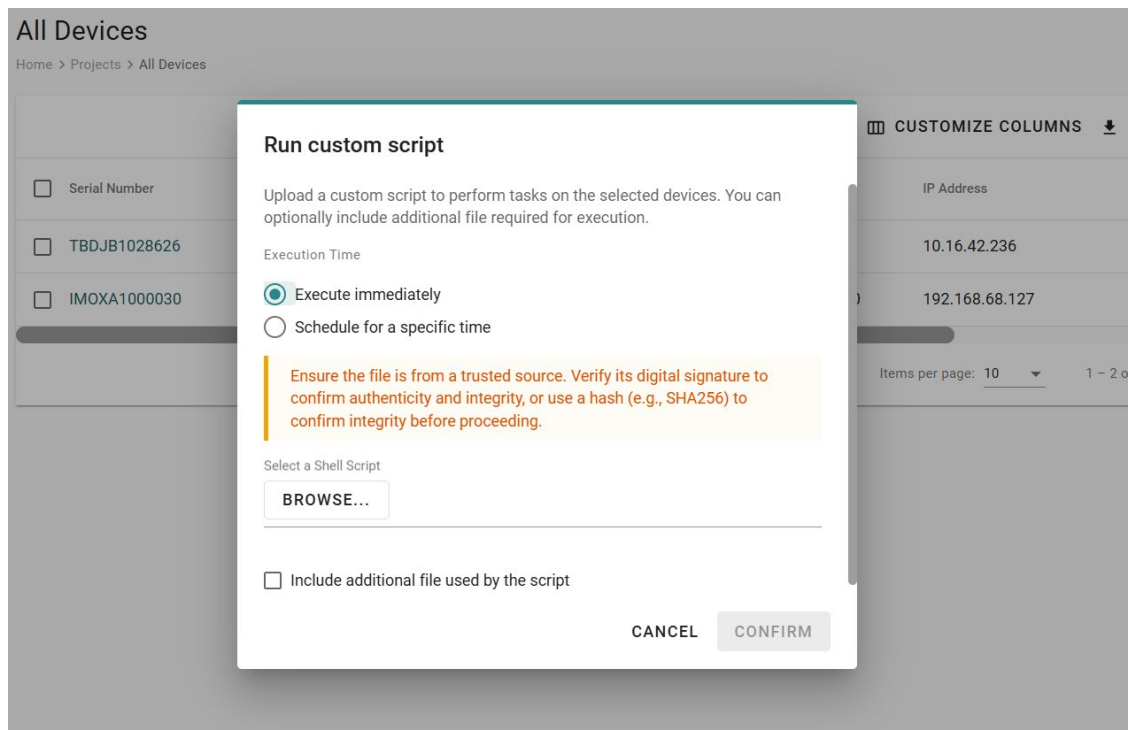 All Devices
Home > Projects > All Devices
CUSTOMIZE COLUMNS
Serial Number
IP Address
TBDJB1028626
10.16.42.236
IMOXA1000030
192.168.68.127
Items per page: 10
1 – 2 o
Run custom script
Upload a custom script to perform tasks on the selected devices. You can
optionally include additional file required for execution.
Execution Time
Execute immediately
Schedule for a specific time
Ensure the file is from a trusted source. Verify its digital signature to
confirm authenticity and integrity, or use a hash (e.g., SHA256) to
confirm integrity before proceeding.
Select a Shell Script
BROWSE...
Include additional file used by the script
CANCEL
CONFIRM